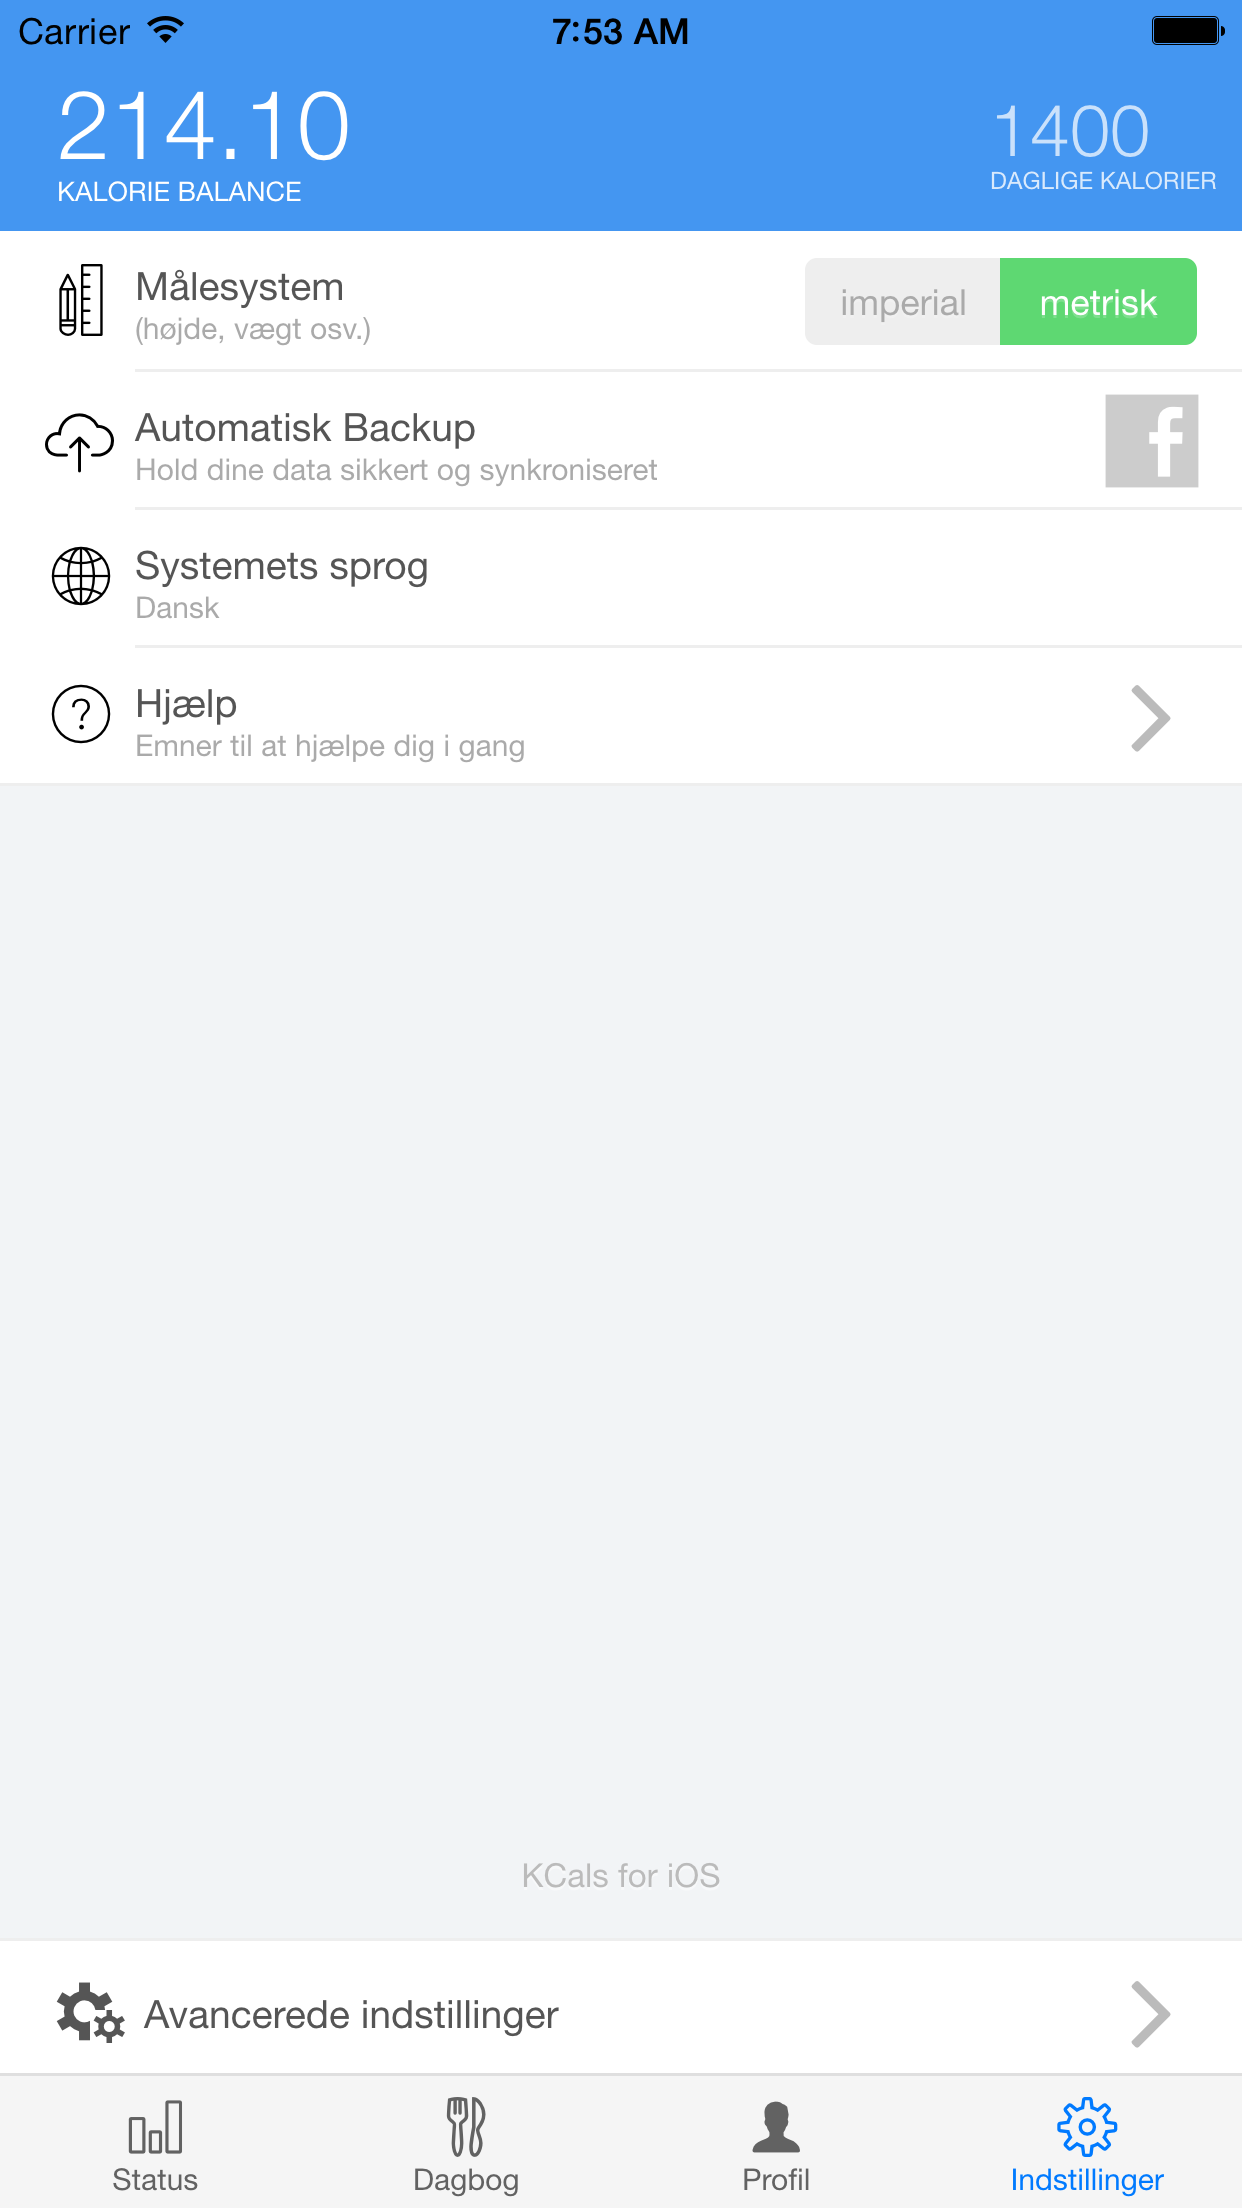 Carrier
7:53 AM
214.10
KALORIE BALANCE
1400
DAGLIGE KALORIER
Målesystem
(højde, vægt osv.)
imperial
metrisk
Automatisk Backup
Hold dine data sikkert og synkroniseret
f
Systemets sprog
Dansk
?
Hjælp
Emner til at hjælpe dig i gang
KCals for iOS
Avancerede indstillinger
Status
Dagbog
Profil
Indstillinger